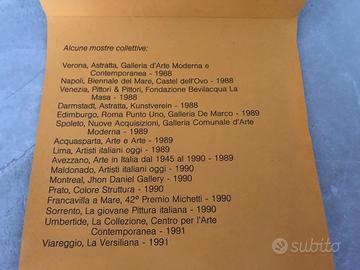 Alcune mostre collettive:
Verona, Astratta, Galleria d'Arte Moderna e
Contemporanea - 1988
Napoli, Biennale del Mare, Castel dell'Ovo - 1988
Venezia, Pittori & Pittori, Fondazione Bevilacqua La
Masa - 1988
Darmstadt, Astratta, Kunstverein - 1988
Edimburgo, Roma Punto Uno, Galleria De Marco - 1989
Spoleto, Nuove Acquisizioni, Galleria Comunale d'Arte
Moderna - 1989
Acquasparta, Arte e Arte - 1989
Lima, Artisti italiani oggi - 1989
Avezzano, Arte in Italia dal 1945 al 1990 - 1989
Maldonado, Artisti italiani oggi - 1990
Montreal, Jhon Daniel Gallery - 1990
Prato, Colore Struttura - 1990
Francavilla a Mare, 42° Premio Michetti - 1990
Sorrento, La giovane Pittura italiana - 1990
Umbertide, La Collezione, Centro per l'Arte
Contemporanea - 1991
Viareggio, La Versiliana - 1991
subito